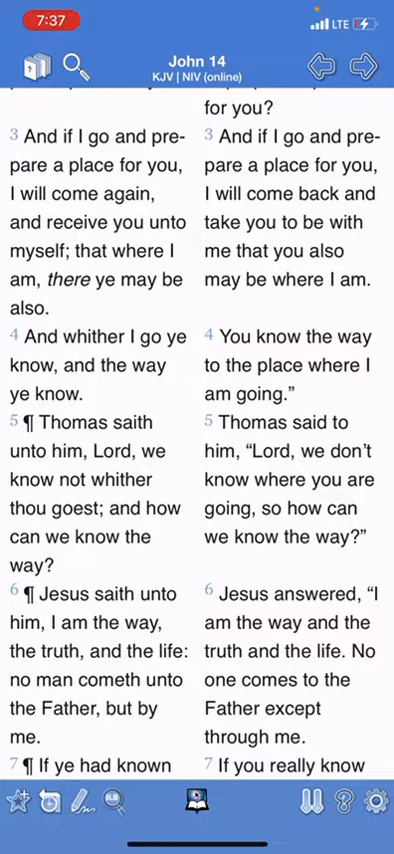 7:37
LTE
John 14
KJV | NIV (online)
for you?
3 And if I go and pre-
pare a place for you,
I will come again,
and receive you unto
myself; that where I
am, there ye may be
also.
4 And whither I go ye
know, and the way
ye know.
5 ¶ Thomas saith
unto him, Lord, we
know not whither
thou goest; and how
can we know the
way?
6 ¶ Jesus saith unto
him, I am the way,
the truth, and the life:
no man cometh unto
the Father, but by
me.
7 ¶ If ye had known
3 And if I go and pre-
pare a place for you,
I will come back and
take you to be with
me that you also
may be where I am.
4 You know the way
to the place where I
am going.”
5 Thomas said to
him, “Lord, we don’t
know where you are
going, so how can
we know the way?”
6 Jesus answered, “I
am the way and the
truth and the life. No
one comes to the
Father except
through me.
7 If you really know